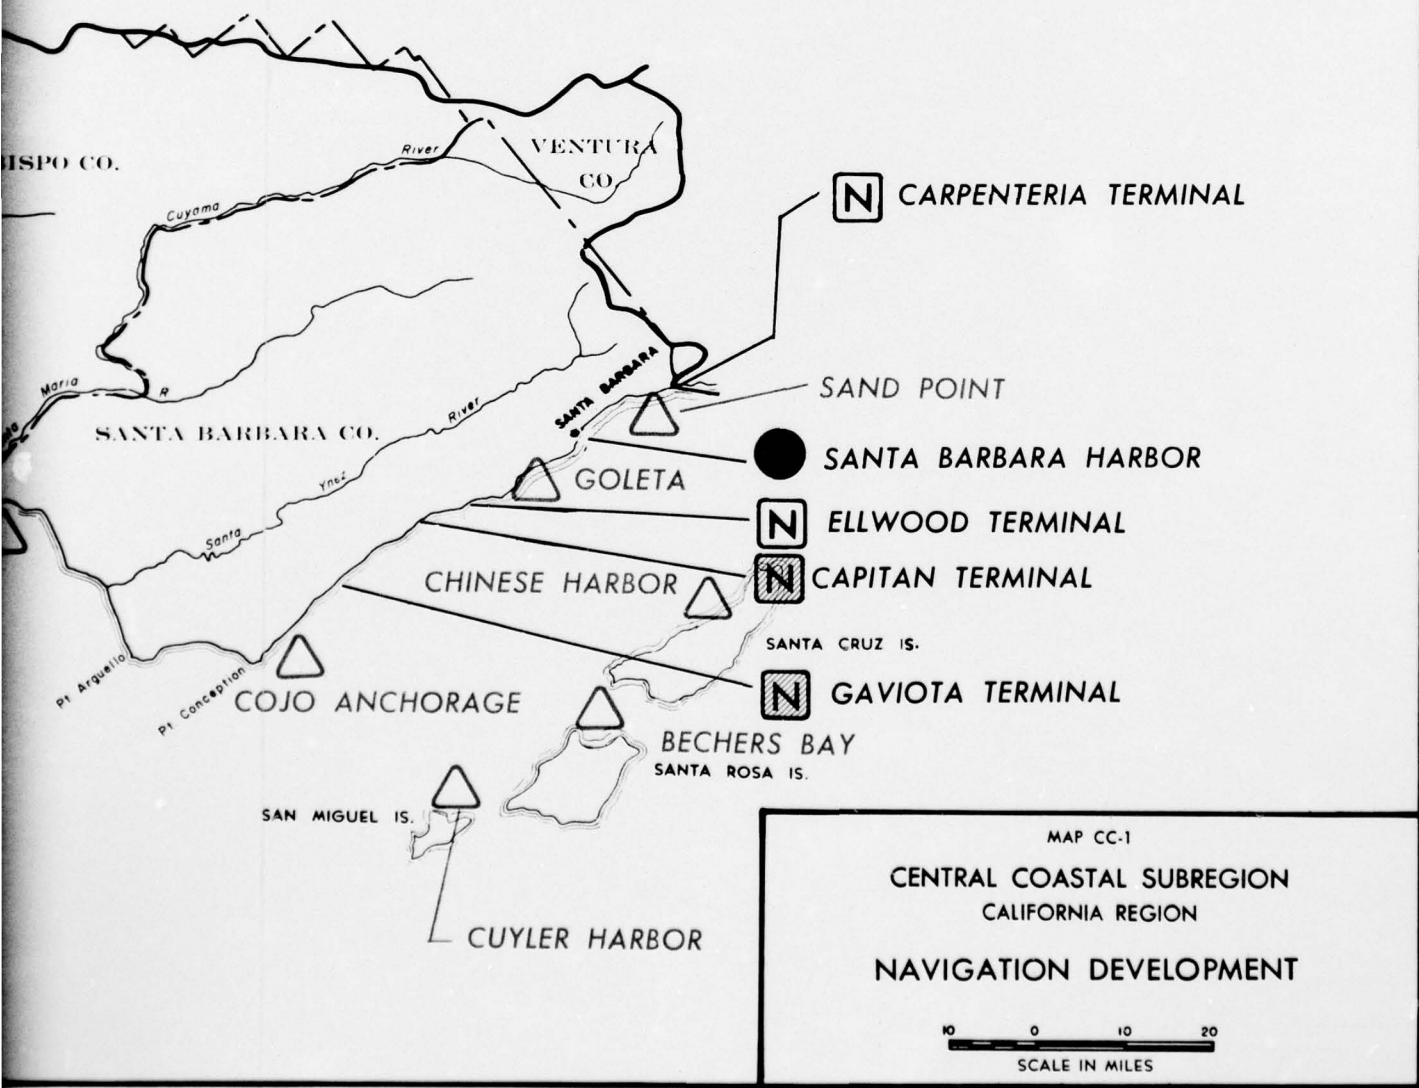 VENTURA
CO
River
BISPO CO.
N CARPENTERIA TERMINAL
Cuyama
SANTA BARBARA
Maria
R
SAND POINT
River
SANTA BARBARA CO.
SANTA BARBARA HARBOR
GOLETA
Ynez
N ELLWOOD TERMINAL
Santa
CHINESE HARBOR
N CAPITAN TERMINAL
SANTA CRUZ IS.
Pt Arguello
Pt Conception
N GAVIOTA TERMINAL
COJO ANCHORAGE
BECHERS BAY
SANTA ROSA IS.
SAN MIGUEL IS.
CUYLER HARBOR
MAP CC-1
CENTRAL COASTAL SUBREGION
CALIFORNIA REGION
NAVIGATION DEVELOPMENT
10 0 10 20
SCALE IN MILES